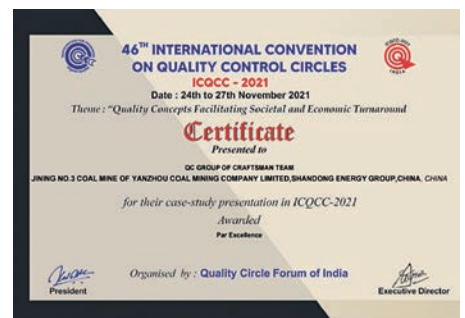 46TH INTERNATIONAL CONVENTION
ON QUALITY CONTROL CIRCLES
ICQCC - 2021
Date : 24th to 27th November 2021
Theme : "Quality Concepts Facilitating Societal and Economic Turnaround
Certificate
Presented to
QC GROUP OF CRAFTSMAN TEAM
JINING NO.3 COAL MINE OF YANZHOU COAL MINING COMPANY LIMITED,SHANDONG ENERGY GROUP,CHINA, CHINA
for their case-study presentation in ICQCC-2021
Awarded
Par Excellence
Organised by : Quality Circle Forum of India
President
Executive Director